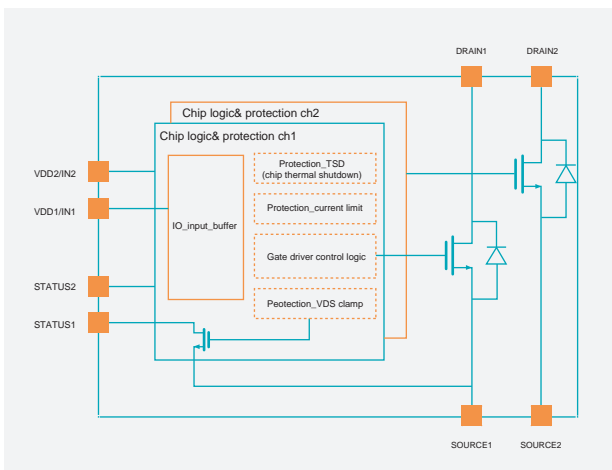 DRAIN1
DRAIN2
Chip logic& protection ch2
Chip logic& protection ch1
VDD2/IN2
VDD1/IN1
STATUS2
STATUS1
IO_input_buffer
Protection_TSD
(chip thermal shutdown)
Protection_current limit
Gate driver control logic
Peotection_VDS clamp
SOURCE1
SOURCE2